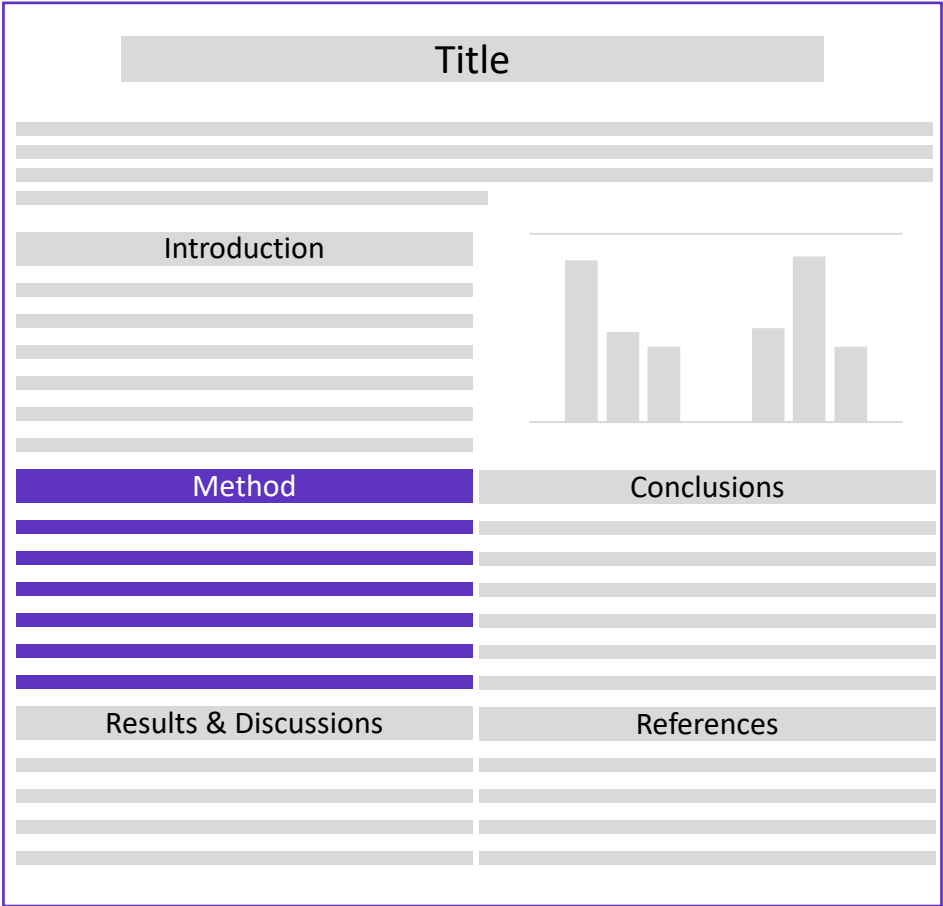 Title
Introduction
Method
Results & Discussions
Conclusions
References